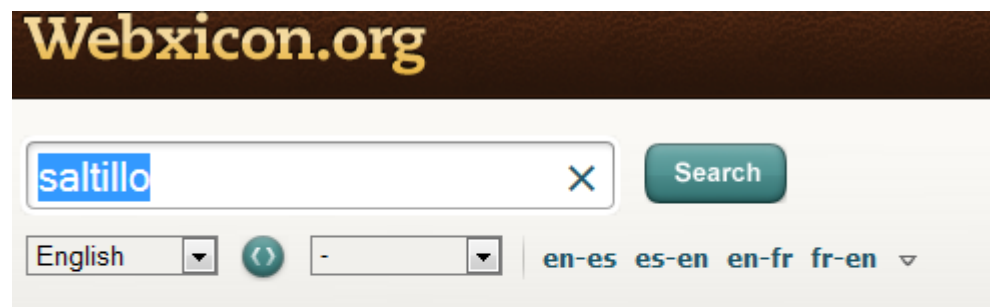 Webxicon.org
saltillo Search
English - en-es es-en en-fr fr-en